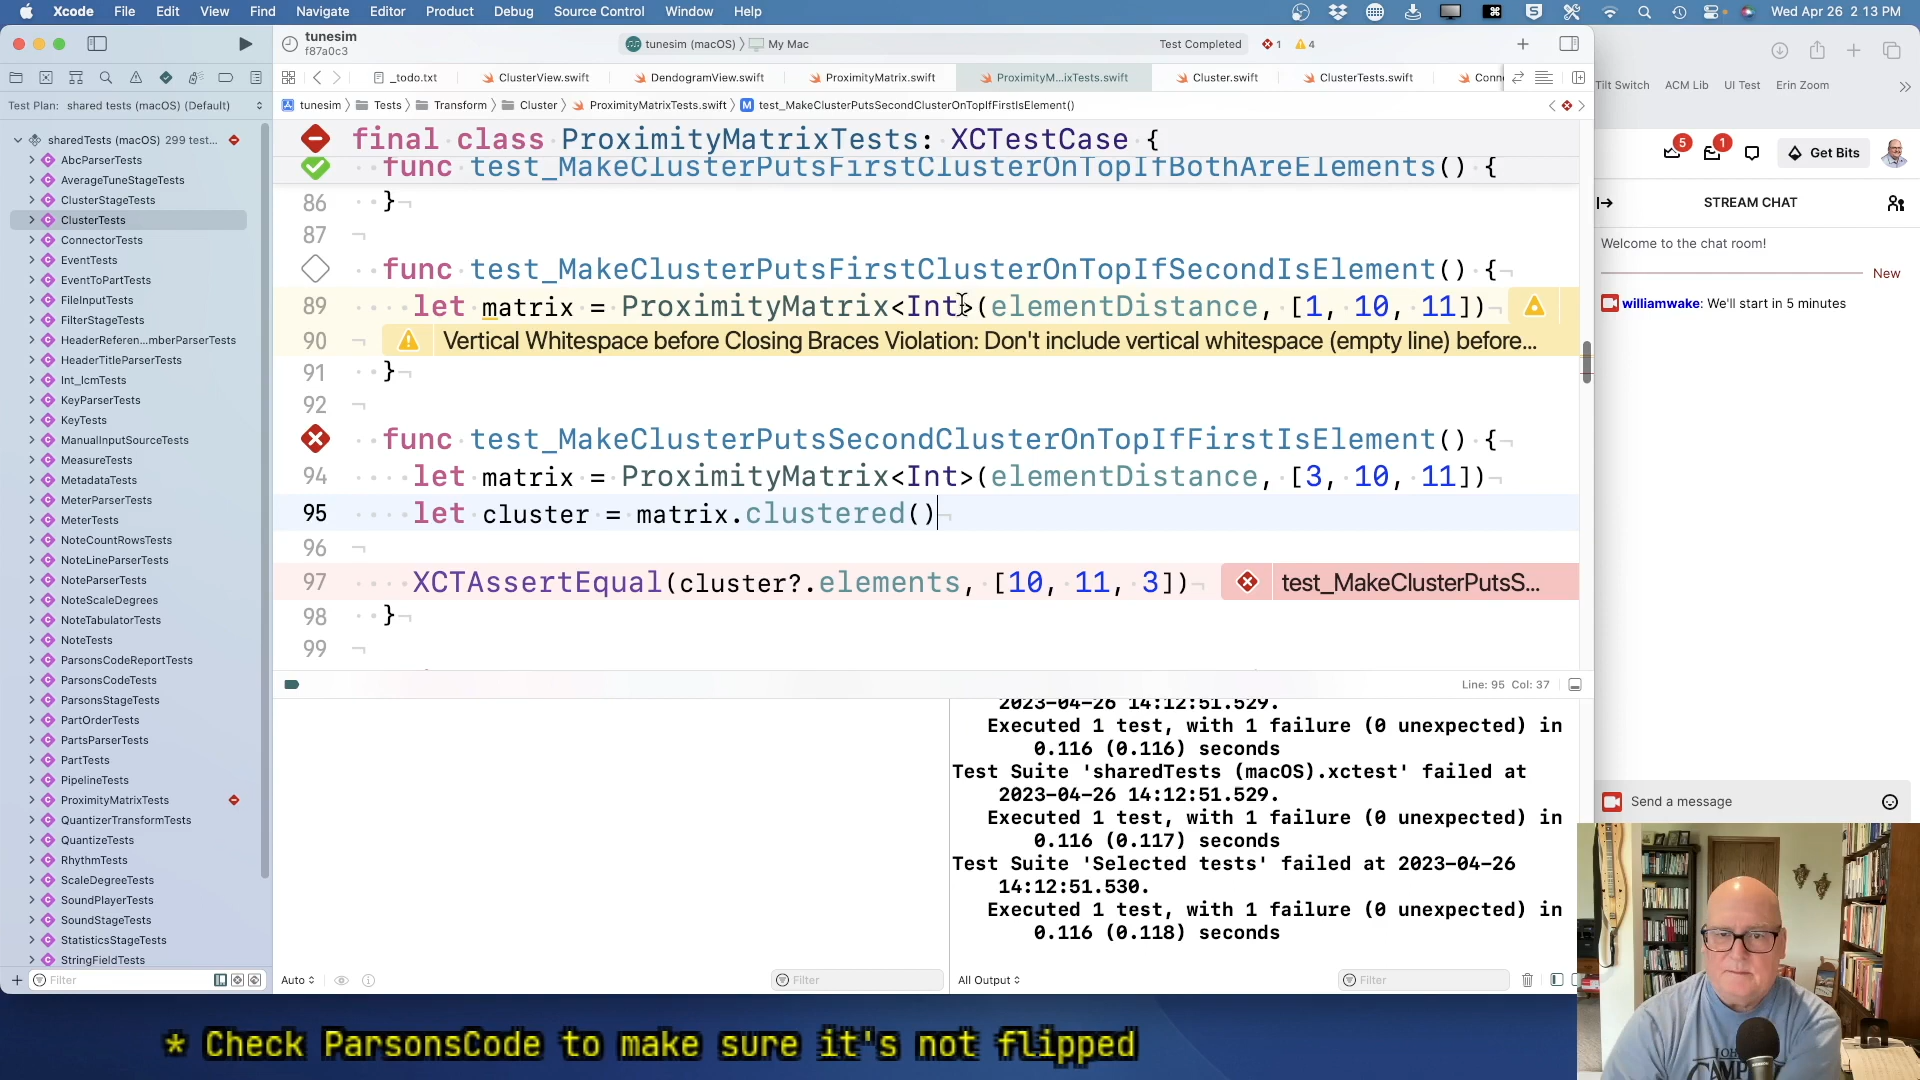 Xcode File Edit View Find Navigate Editor Product Debug Source Control Window Help Wed Apr 26 2 13 PM
tunesim
f87a0c3
tunesim (macOS) 〉 My Mac Test Completed 1 4
_todo.txt ClusterView.swift DendogramView.swift ProximityMatrix.swift ProximityM...ixTests.swift Cluster.swift ClusterTests.swift Conn
Test Plan: shared tests (macOS) (Default)
tunesim 〉 Tests 〉 Transform 〉 Cluster 〉 ProximityMatrixTests.swift 〉 M test_MakeClusterPutsSecondClusterOnTopIfFirstIsElement()
sharedTests (macOS) 299 test...
AbcParserTests
AverageTuneStageTests
ClusterStageTests
ClusterTests
ConnectorTests
EventTests
EventToPartTests
FileInputTests
FilterStageTests
HeaderReferen...mberParserTests
HeaderTitleParserTests
Int_lcmTests
KeyParserTests
KeyTests
ManualInputSourceTests
MeasureTests
MetadataTests
MeterParserTests
MeterTests
NoteCountRowsTests
NoteLineParserTests
NoteParserTests
NoteScaleDegrees
NoteTabulatorTests
NoteTests
ParsonsCodeReportTests
ParsonsCodeTests
ParsonsStageTests
PartOrderTests
PartsParserTests
PartTests
PipelineTests
ProximityMatrixTests
QuantizerTransformTests
QuantizeTests
RhythmTests
ScaleDegreeTests
SoundPlayerTests
SoundStageTests
StatisticsStageTests
StringFieldTests
Filter
final class ProximityMatrixTests: XCTestCase {
func test_MakeClusterPutsFirstClusterOnTopIfBothAreElements() {
86 }
87
func test_MakeClusterPutsFirstClusterOnTopIfSecondIsElement() {
89 let matrix = ProximityMatrix<Int>(elementDistance, [1, 10, 11])
90 Vertical Whitespace before Closing Braces Violation: Don't include vertical whitespace (empty line) before...
91 }
92
func test_MakeClusterPutsSecondClusterOnTopIfFirstIsElement() {
94 let matrix = ProximityMatrix<Int>(elementDistance, [3, 10, 11])
95 let cluster = matrix.clustered()
96
97 XCTAssertEqual(cluster?.elements, [10, 11, 3]) test_MakeClusterPutsS...
98 }
99
Line: 95 Col: 37
2023-04-26 14:12:51.529.
Executed 1 test, with 1 failure (0 unexpected) in
0.116 (0.116) seconds
Test Suite 'sharedTests (macOS).xctest' failed at
2023-04-26 14:12:51.529.
Executed 1 test, with 1 failure (0 unexpected) in
0.116 (0.117) seconds
Test Suite 'Selected tests' failed at 2023-04-26
14:12:51.530.
Executed 1 test, with 1 failure (0 unexpected) in
0.116 (0.118) seconds
Auto Filter All Output Filter
Tilt Switch ACM Lib UI Test Erin Zoom
5 1 Get Bits
STREAM CHAT
Welcome to the chat room!
New
williamwake: We'll start in 5 minutes
Send a message
* Check ParsonsCode to make sure it's not flipped